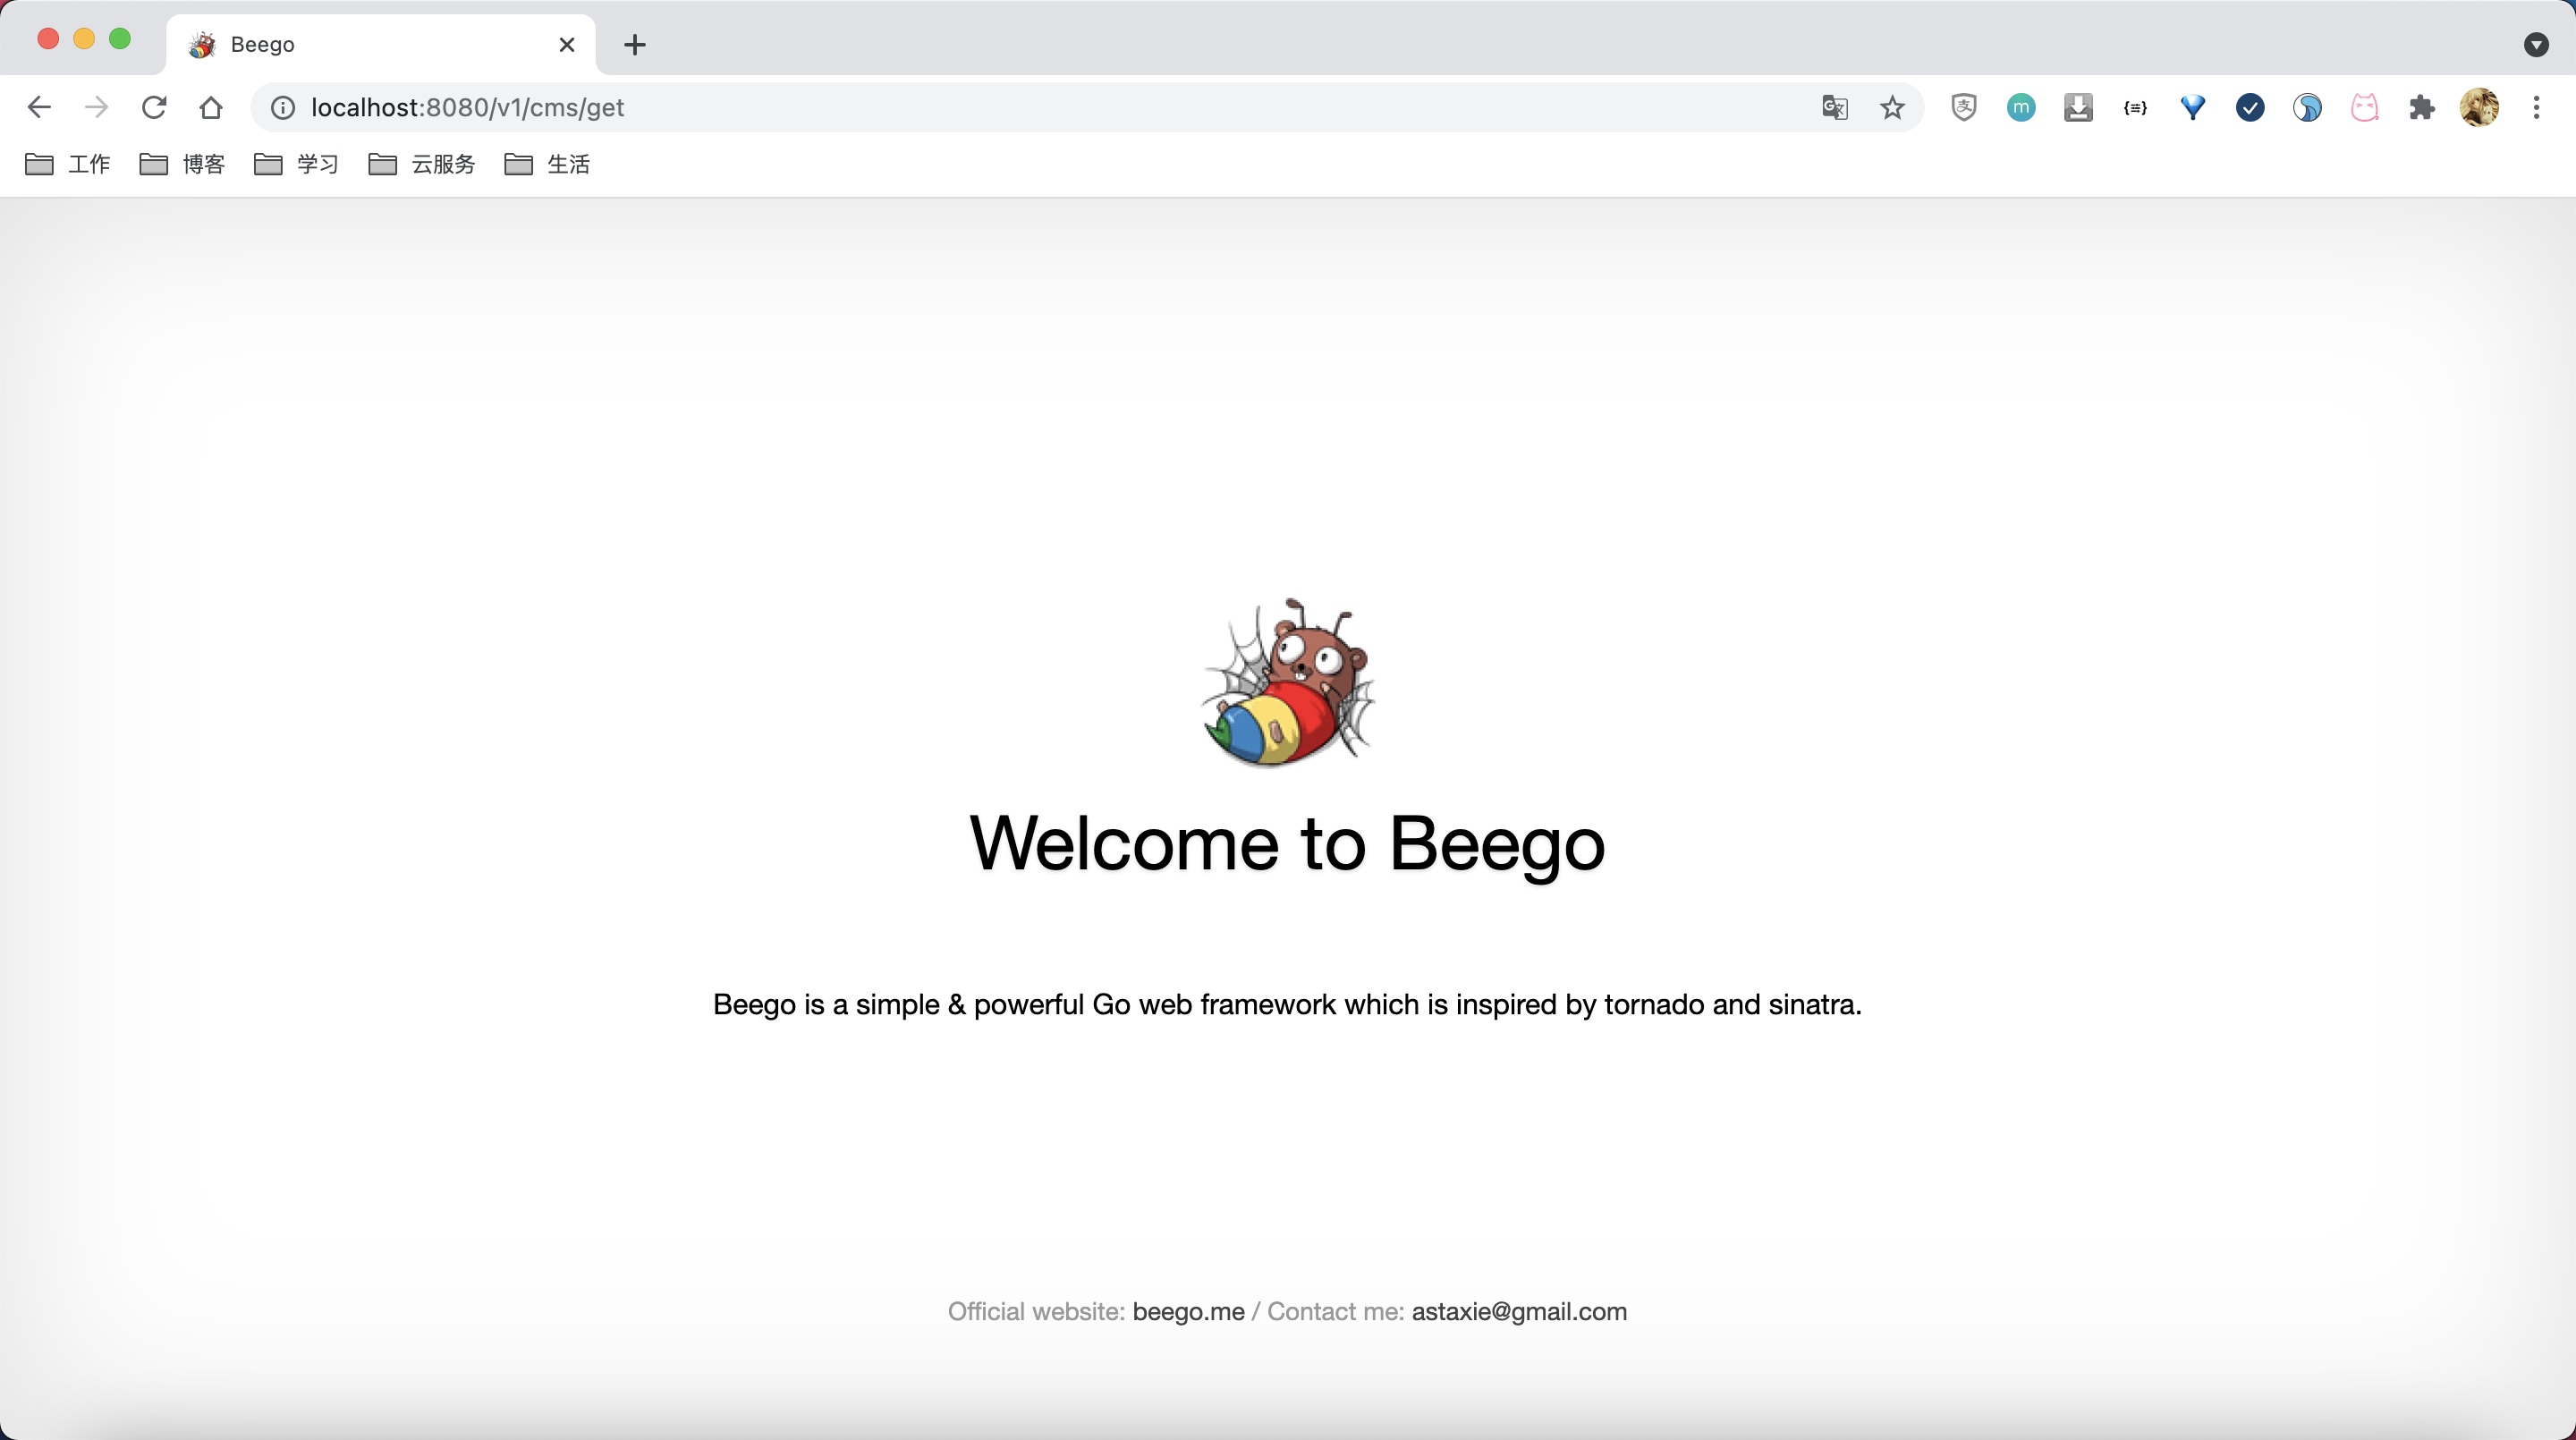 Beego
localhost:8080/v1/cms/get
工作 博客 学习 云服务 生活
Welcome to Beego
Beego is a simple & powerful Go web framework which is inspired by tornado and sinatra.
Official website: beego.me / Contact me: astaxie@gmail.com